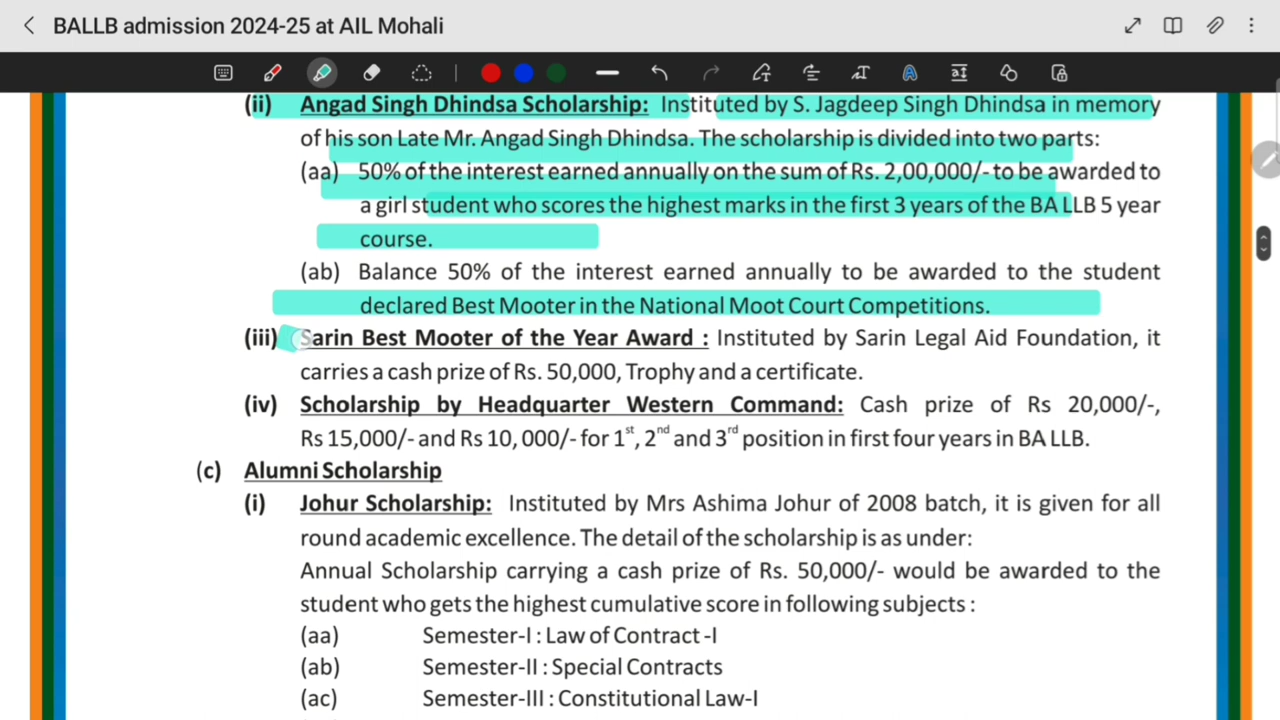 BALLB admission 2024-25 at AIL Mohali
(ii) Angad Singh Dhindsa Scholarship: Instituted by S. Jagdeep Singh Dhindsa in memory
of his son Late Mr. Angad Singh Dhindsa. The scholarship is divided into two parts:
(aa) 50% of the interest earned annually on the sum of Rs. 2,00,000/- to be awarded to
a girl student who scores the highest marks in the first 3 years of the BA LLB 5 year
course.
(ab) Balance 50% of the interest earned annually to be awarded to the student
declared Best Mooter in the National Moot Court Competitions.
(iii) Sarin Best Mooter of the Year Award : Instituted by Sarin Legal Aid Foundation, it
carries a cash prize of Rs. 50,000, Trophy and a certificate.
(iv) Scholarship by Headquarter Western Command: Cash prize of Rs 20,000/-,
Rs 15,000/- and Rs 10, 000/- for 1st, 2nd and 3rd position in first four years in BA LLB.
(c) Alumni Scholarship
(i) Johur Scholarship: Instituted by Mrs Ashima Johur of 2008 batch, it is given for all
round academic excellence. The detail of the scholarship is as under:
Annual Scholarship carrying a cash prize of Rs. 50,000/- would be awarded to the
student who gets the highest cumulative score in following subjects :
(aa) Semester-I : Law of Contract -I
(ab) Semester-II : Special Contracts
(ac) Semester-III : Constitutional Law-I